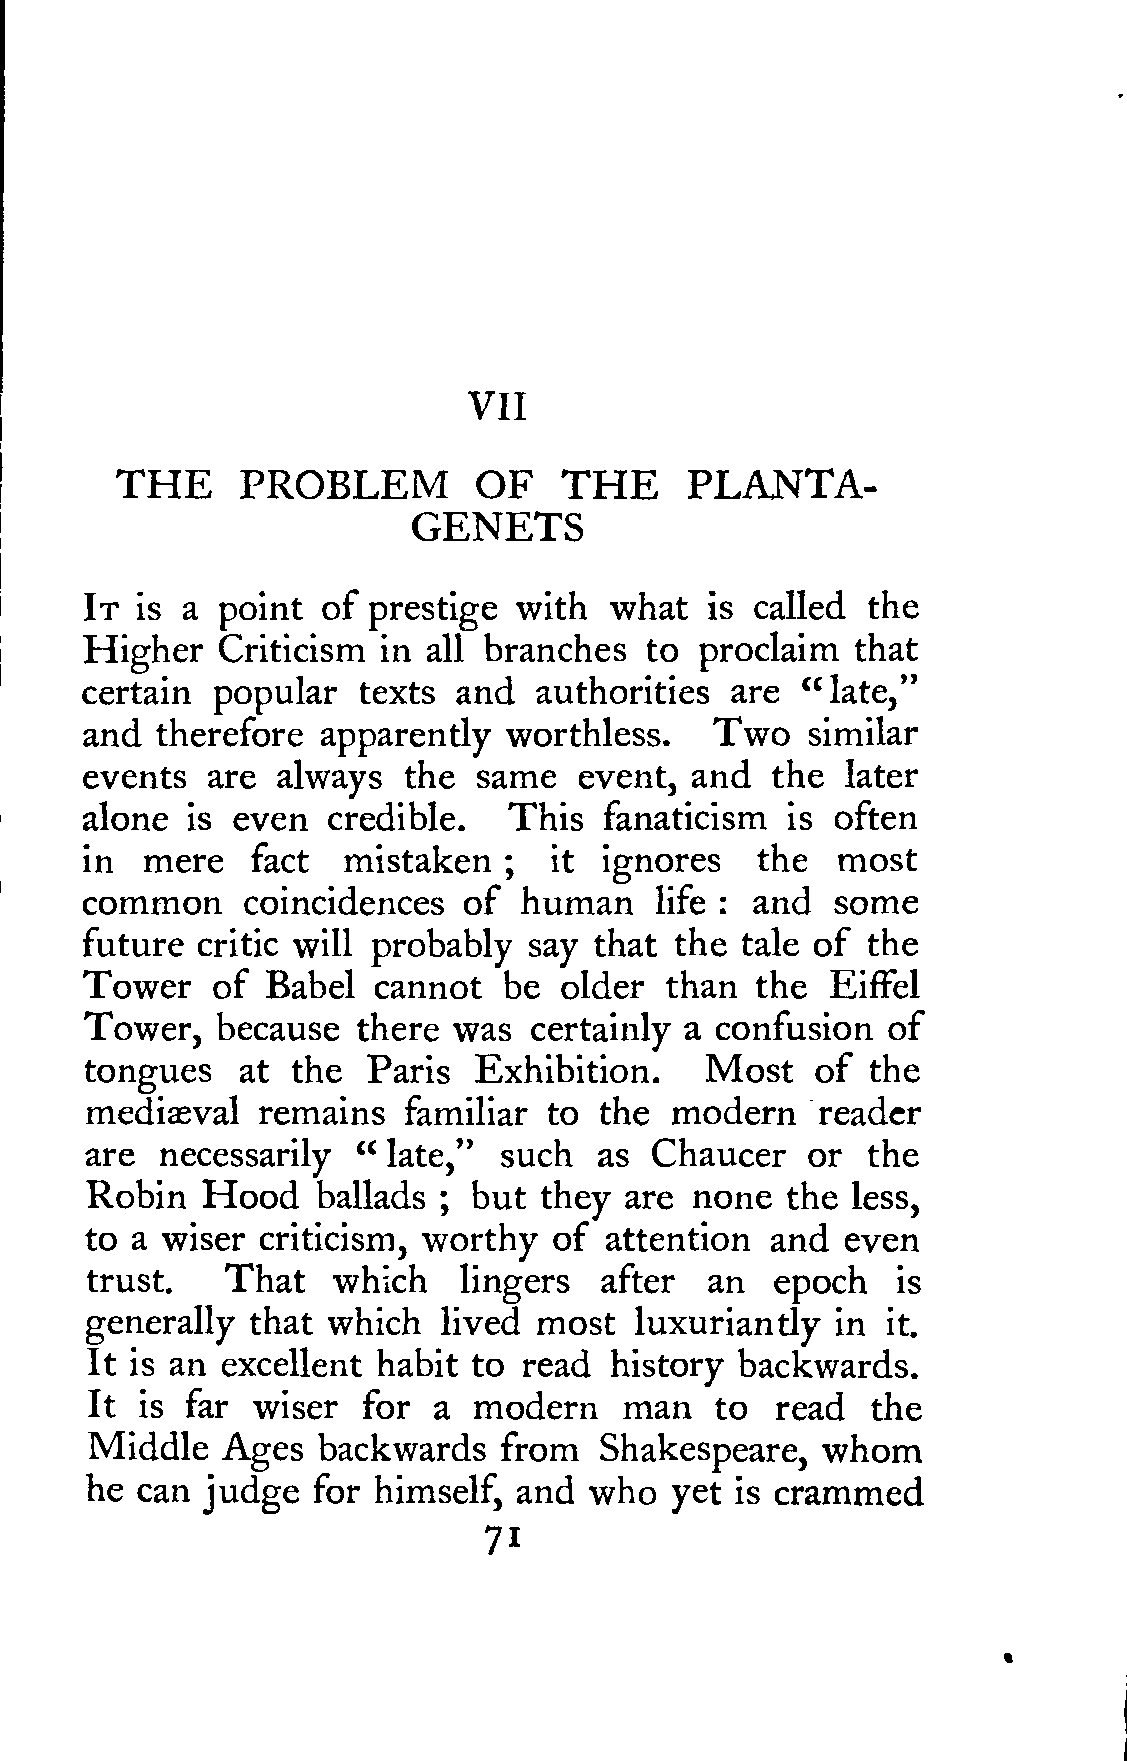 VII
THE PROBLEM OF THE PLANTA-
GENETS
It is a point of prestige with what is called the
Higher Criticism in all branches to proclaim that
certain popular texts and authorities are “late,”
and therefore apparently worthless. Two similar
events are always the same event, and the later
alone is even credible. This fanaticism is often
in mere fact mistaken ; it ignores the most
common coincidences of human life : and some
future critic will probably say that the tale of the
Tower of Babel cannot be older than the Eiffel
Tower, because there was certainly a confusion of
tongues at the Paris Exhibition. Most of the
mediæval remains familiar to the modern reader
are necessarily “late,” such as Chaucer or the
Robin Hood ballads ; but they are none the less,
to a wiser criticism, worthy of attention and even
trust. That which lingers after an epoch is
generally that which lived most luxuriantly in it.
It is an excellent habit to read history backwards.
It is far wiser for a modern man to read the
Middle Ages backwards from Shakespeare, whom
he can judge for himself, and who yet is crammed
71